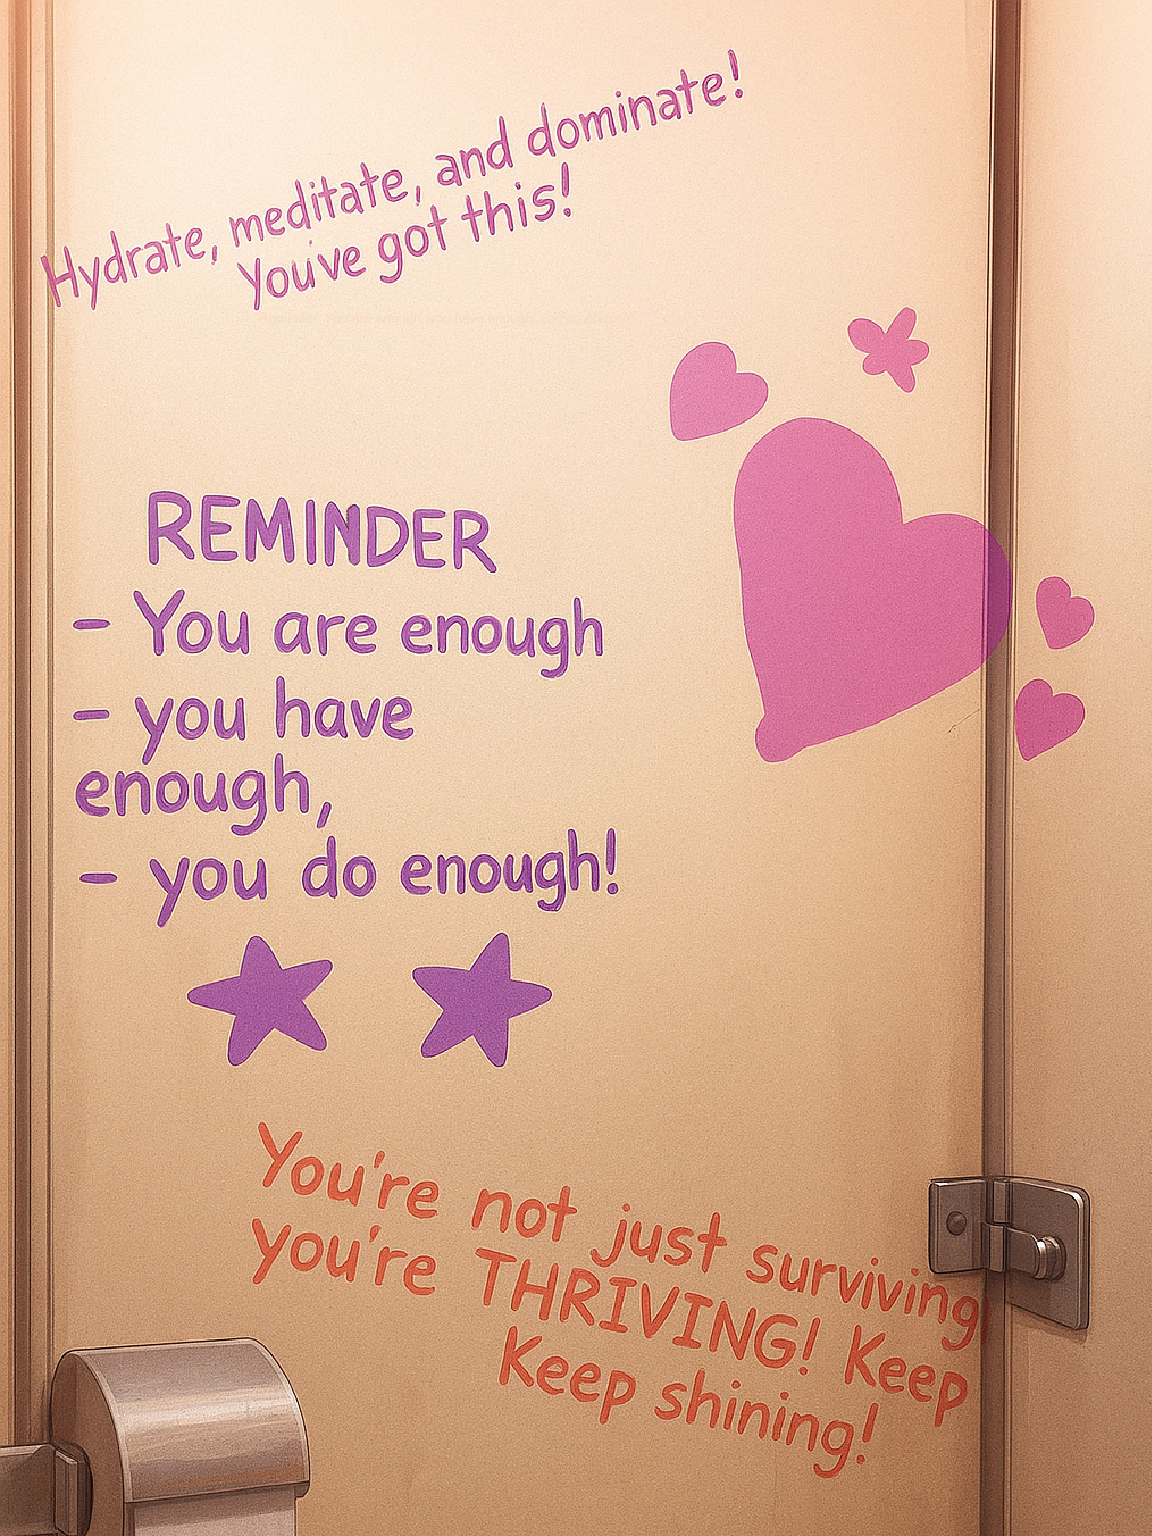 Hydrate, meditate, and dominate!
You've got this!
REMINDER
- You are enough
- you have
enough,
- you do enough!
You're not just surviving
you're THRIVING! Keep
Keep shining!